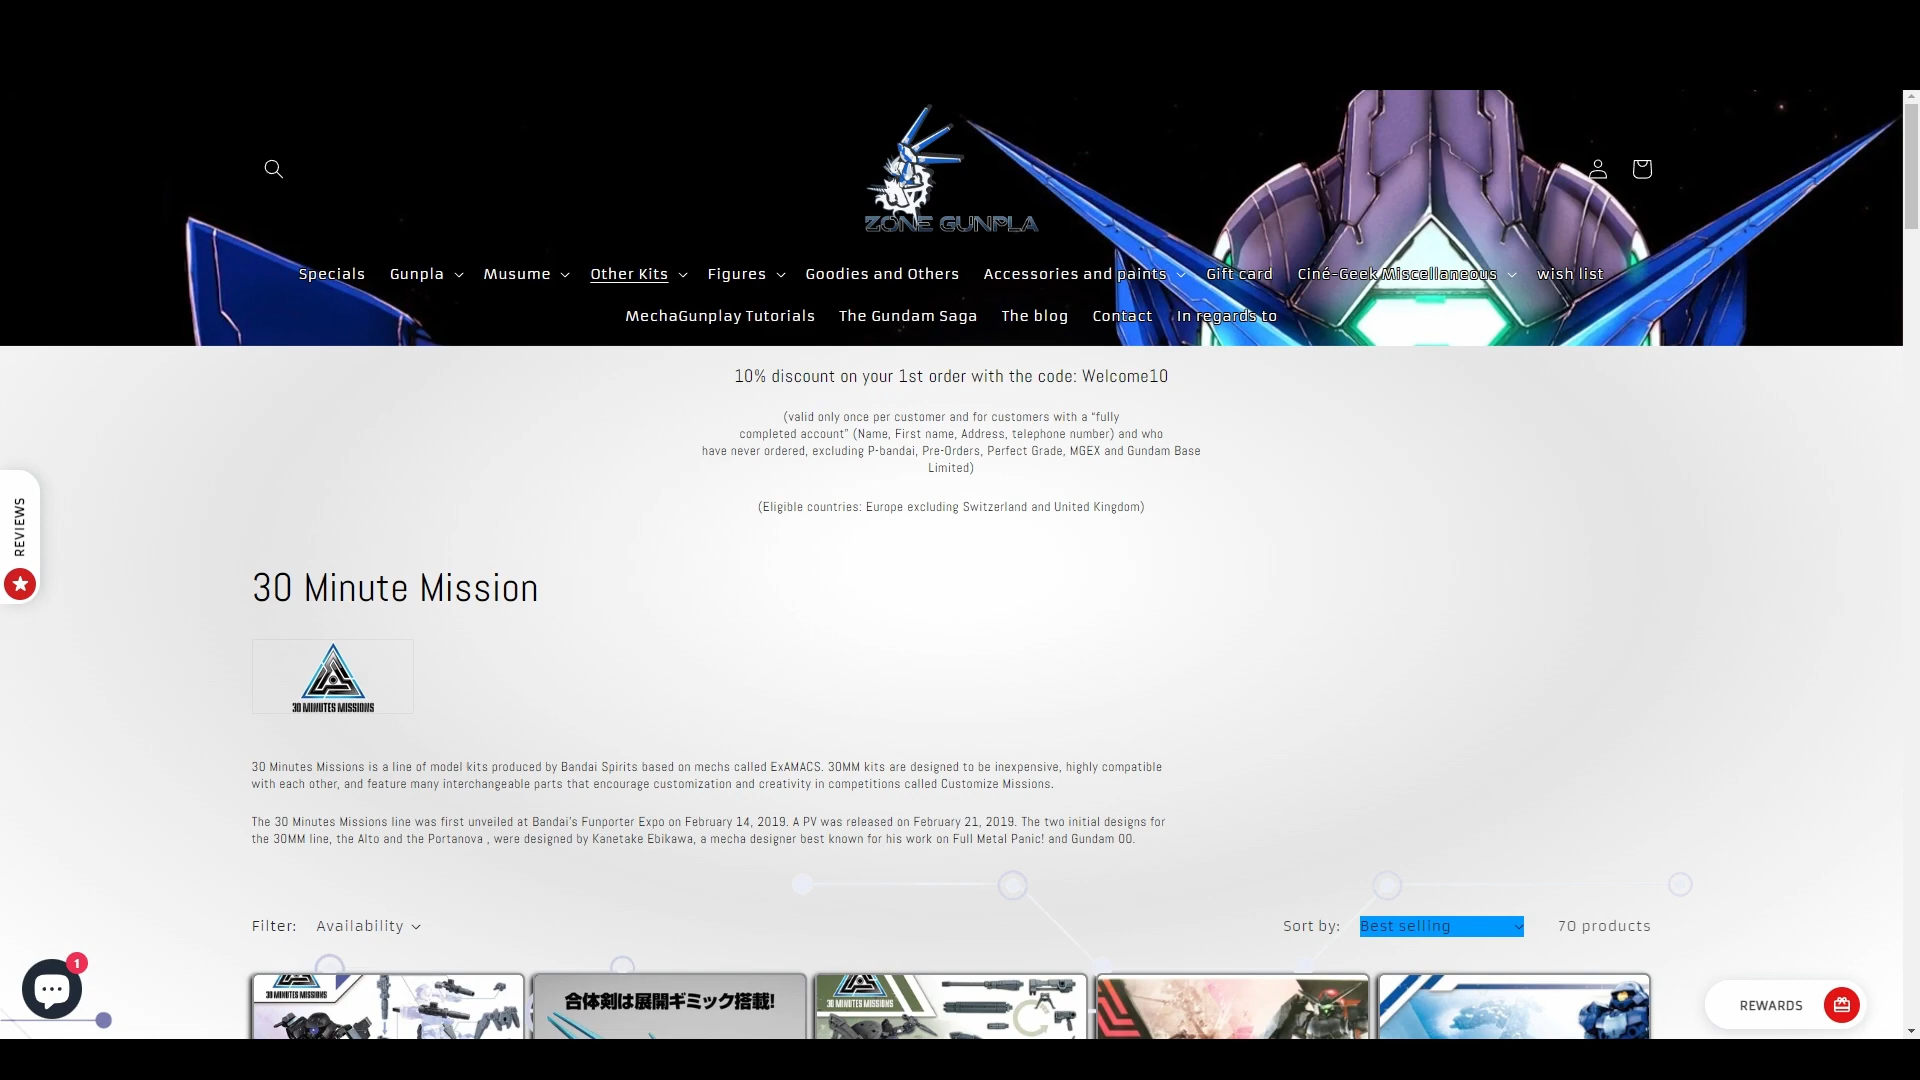 ZONE GUNPLA
Specials Gunpla Musume Other Kits Figures Goodies and Others Accessories and paints Gift card Ciné-Geek Miscellaneous wish list
MechaGunplay Tutorials The Gundam Saga The blog Contact In regards to
10% discount on your 1st order with the code: Welcome10
(valid only once per customer and for customers with a “fully
completed account” (Name, First name, Address, telephone number) and who
have never ordered, excluding P-bandai, Pre-Orders, Perfect Grade, MGEX and Gundam Base
Limited)
(Eligible countries: Europe excluding Switzerland and United Kingdom)
REVIEWS
30 Minute Mission
30 MINUTES MISSIONS
30 Minutes Missions is a line of model kits produced by Bandai Spirits based on mechs called ExAMACS. 30MM kits are designed to be inexpensive, highly compatible
with each other, and feature many interchangeable parts that encourage customization and creativity in competitions called Customize Missions.
The 30 Minutes Missions line was first unveiled at Bandai's Funporter Expo on February 14, 2019. A PV was released on February 21, 2019. The two initial designs for
the 30MM line, the Alto and the Portanova , were designed by Kanetake Ebikawa, a mecha designer best known for his work on Full Metal Panic! and Gundam 00.
Filter: Availability Sort by: Best selling 70 products
1
30 MINUTES MISSIONS
合体剣は展開ギミック搭載!
30 MINUTES MISSIONS
REWARDS